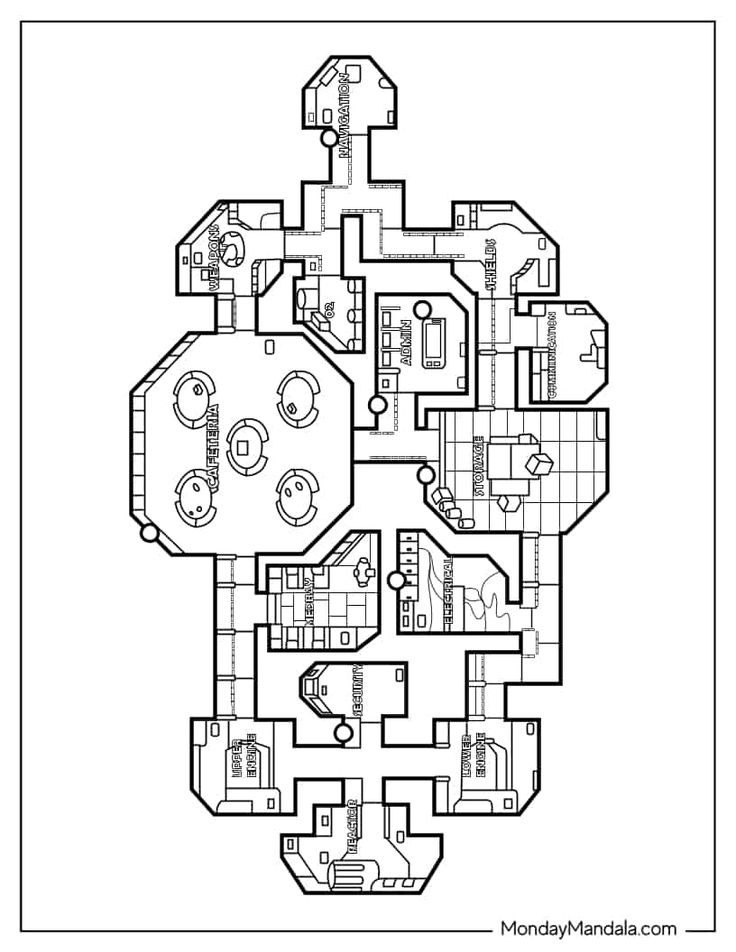 NAVIGATION
WEAPONS
SHIELDS
O2
ADMIN
COMMUNICATION
CAFETERIA
STORAGE
MEDBAY
ELECTRICAL
SECURITY
UPPER
ENGINE
LOWER
ENGINE
REACTOR
MondayMandala.com